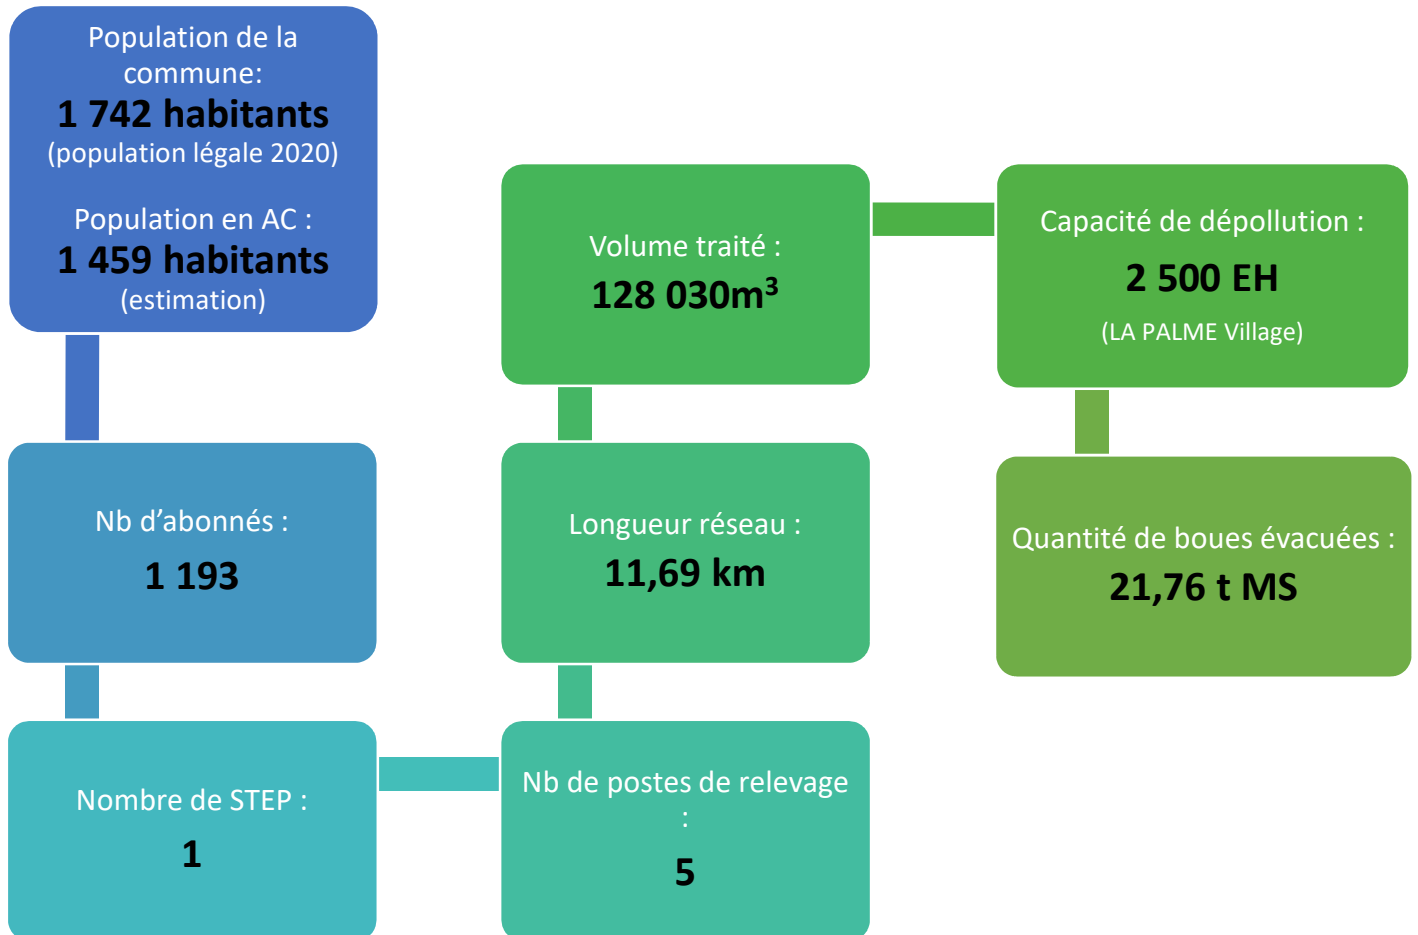 Population de la
commune:
1 742 habitants
(population légale 2020)
Population en AC :
1 459 habitants
(estimation)
Nb d’abonnés :
1 193
Nombre de STEP :
1
Nb de postes de relevage
:
5
Longueur réseau :
11,69 km
Volume traité :
128 030m³
Capacité de dépollution :
2 500 EH
(LA PALME Village)
Quantité de boues évacuées :
21,76 t MS